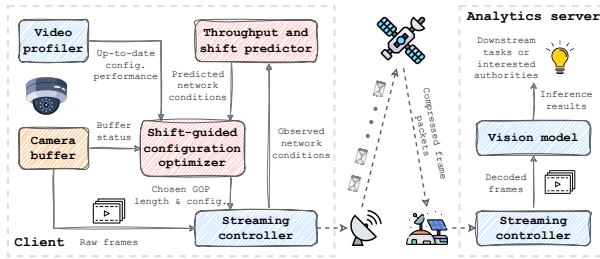 Video
profiler
Up-to-date
config.
performance
Throughput and
shift predictor
Predicted
network
conditions
Camera
buffer
Buffer
status
Shift-guided
configuration
optimizer
Observed
network
conditions
Chosen GOP
length & config.
Raw frames
Streaming
controller
Client
Compressed frame
packets
Analytics server
Downstream
tasks or
interested
authorities
Inference
results
Vision model
Decoded
frames
Streaming
controller